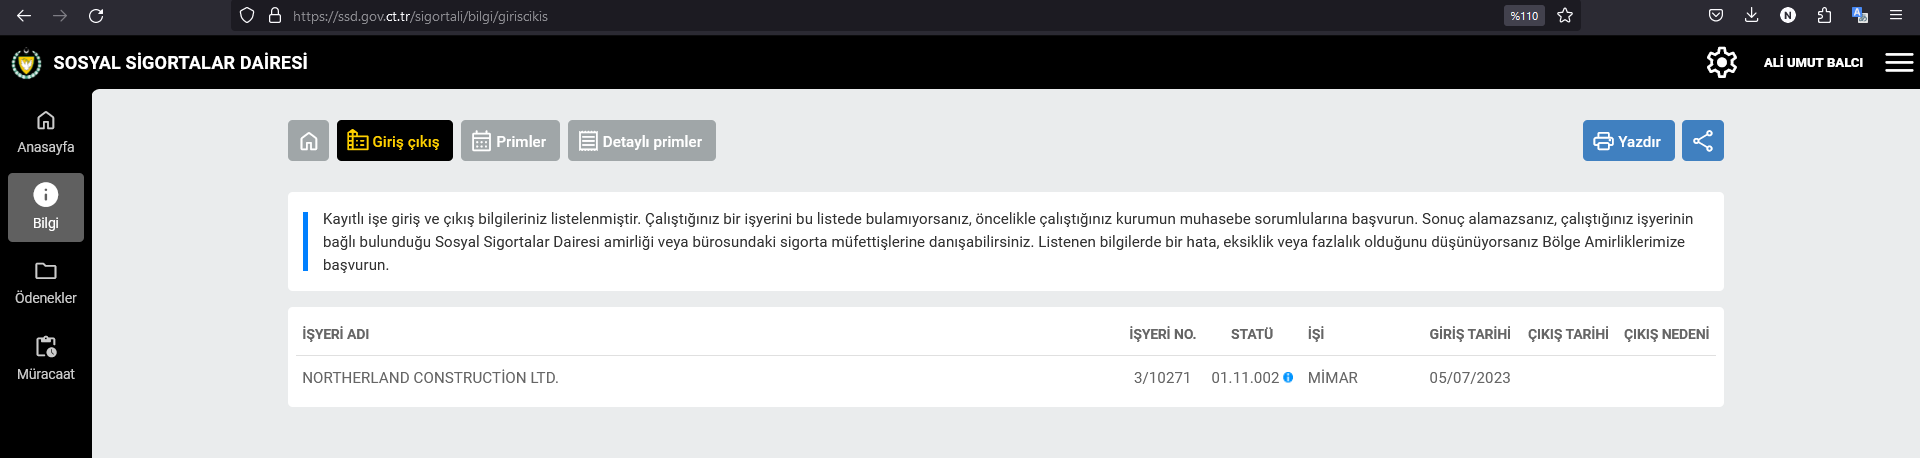 https://ssd.gov.ct.tr/sigortali/bilgi/giriscikis
%110
N
SOSYAL SİGORTALAR DAİRESİ
ALİ UMUT BALCI
Anasayfa
Bilgi
Ödenekler
Müracaat
Giriş çıkış
Primler
Detaylı primler
Yazdır
Kayıtlı işe giriş ve çıkış bilgileriniz listelenmiştir. Çalıştığınız bir işyerini bu listede bulamıyorsanız, öncelikle çalıştığınız kurumun muhasebe sorumlularına başvurun. Sonuç alamazsanız, çalıştığınız işyerinin
bağlı bulunduğu Sosyal Sigortalar Dairesi amirliği veya bürosundaki sigorta müfettişlerine danışabilirsiniz. Listenen bilgilerde bir hata, eksiklik veya fazlalık olduğunu düşünüyorsanız Bölge Amirliklerimize
başvurun.
İŞYERİ ADI İŞYERİ NO. STATÜ İŞİ GİRİŞ TARİHİ ÇIKIŞ TARİHİ ÇIKIŞ NEDENİ
NORTHERLAND CONSTRUCTİON LTD. 3/10271 01.11.002 MİMAR 05/07/2023